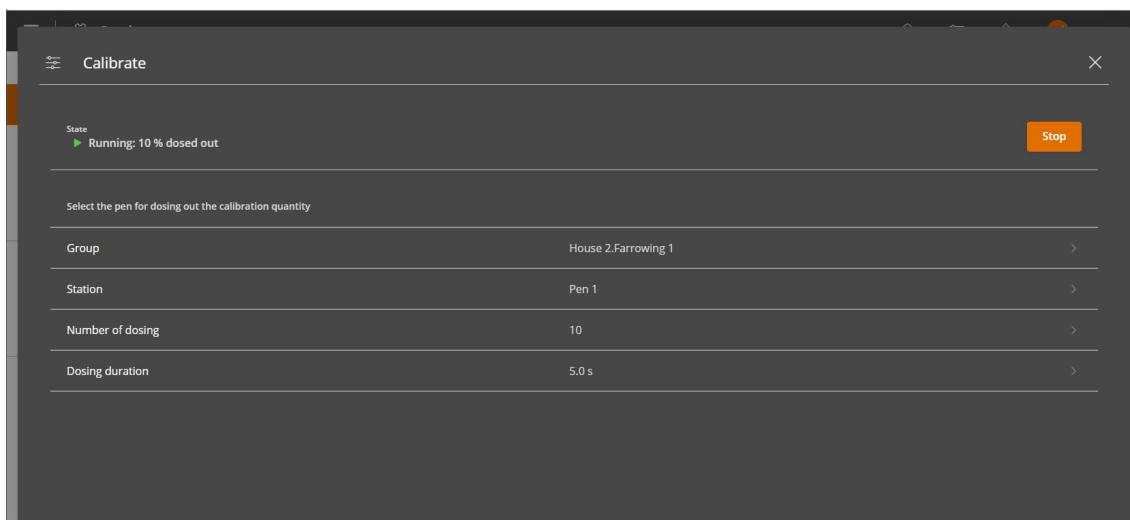 Calibrate
State
Running: 10 % dosed out
Stop
Select the pen for dosing out the calibration quantity
Group House 2.Farrowing 1
Station Pen 1
Number of dosing 10
Dosing duration 5.0 s